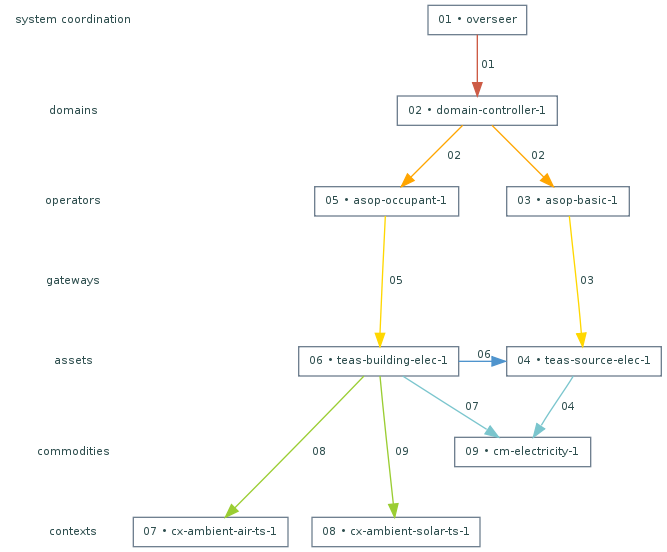 system coordination
01 • overseer
01
domains
02 • domain-controller-1
02
02
operators
05 • asop-occupant-1
03 • asop-basic-1
gateways
05
03
assets
06 • teas-building-elec-1
06
04 • teas-source-elec-1
07
04
commodities
08
09
09 • cm-electricity-1
contexts
07 • cx-ambient-air-ts-1
08 • cx-ambient-solar-ts-1